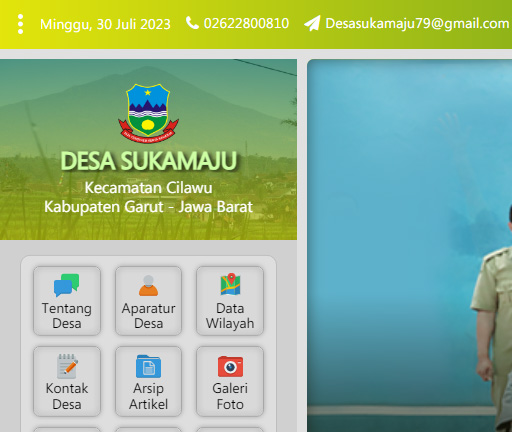 Minggu, 30 Juli 2023 02622800810 Desasukamaju79@gmail.com
DESA SUKAMAJU
Kecamatan Cilawu
Kabupaten Garut - Jawa Barat
Tentang Desa
Aparatur Desa
Data Wilayah
Kontak Desa
Arsip Artikel
Galeri Foto